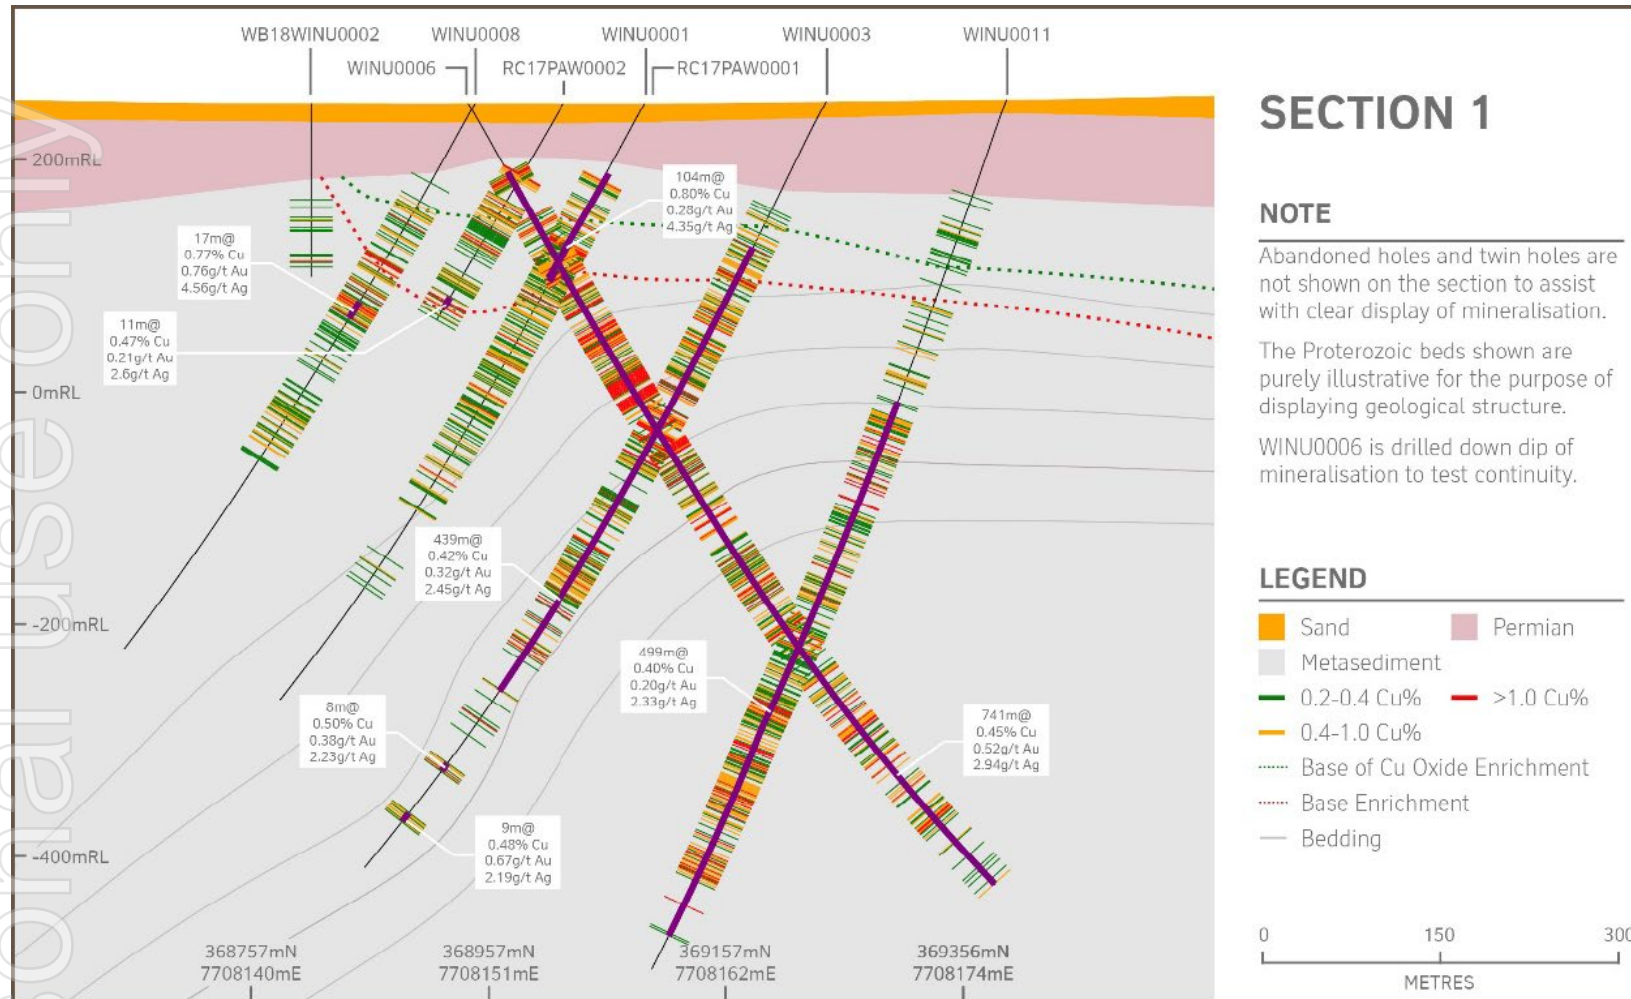 WB18WINU0002
WINU0008
WINU0001
WINU0003
WINU0011
WINU0006
RC17PAW0002
RC17PAW0001
200mRL
0mRL
-200mRL
-400mRL
104m@
0.80% Cu
0.28g/t Au
4.35g/t Ag
17m@
0.77% Cu
0.76g/t Au
4.56g/t Ag
11m@
0.47% Cu
0.21g/t Au
2.6g/t Ag
439m@
0.42% Cu
0.32g/t Au
2.45g/t Ag
499m@
0.40% Cu
0.20g/t Au
2.33g/t Ag
8m@
0.50% Cu
0.38g/t Au
2.23g/t Ag
741m@
0.45% Cu
0.52g/t Au
2.94g/t Ag
9m@
0.48% Cu
0.67g/t Au
2.19g/t Ag
368757mN
7708140mE
368957mN
7708151mE
369157mN
7708162mE
369356mN
7708174mE
SECTION 1
NOTE
Abandoned holes and twin holes are
not shown on the section to assist
with clear display of mineralisation.
The Proterozoic beds shown are
purely illustrative for the purpose of
displaying geological structure.
WINU0006 is drilled down dip of
mineralisation to test continuity.
LEGEND
Sand
Permian
Metasediment
0.2-0.4 Cu%
>1.0 Cu%
0.4-1.0 Cu%
Base of Cu Oxide Enrichment
Base Enrichment
Bedding
0 150 300
METRES
use only